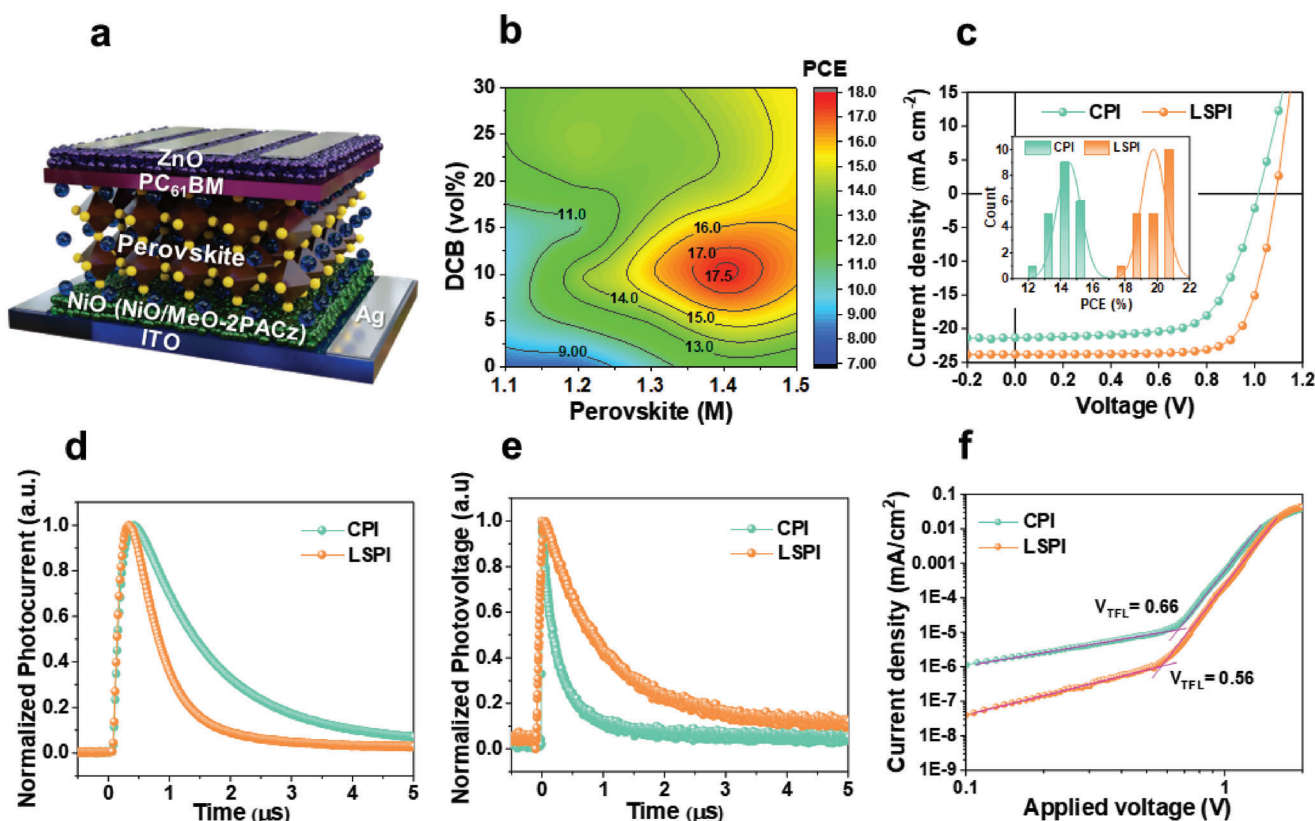 a
ZnO
PC₆₁BM
Perovskite
NiO (NiO/MeO-2PACz)
Ag
ITO
b
PCE
DCB (vol%)
30
25
20
15
10
5
0
11.0
16.0
17.0
17.5
14.0
15.0
13.0
9.00
1.1 1.2 1.3 1.4 1.5
Perovskite (M)
18.0
17.0
16.0
15.0
14.0
13.0
12.0
11.0
10.0
9.00
8.00
7.00
c
Current density (mA cm⁻²)
15
10
5
0
-5
-10
-15
-20
-25
CPI LSPI
CPI LSPI
Count
10
8
6
4
2
0
12 14 16 18 20 22
PCE (%)
-0.2 0.0 0.2 0.4 0.6 0.8 1.0 1.2
Voltage (V)
d
Normalized Photocurrent (a.u.)
1.0
0.8
0.6
0.4
0.2
0.0
CPI
LSPI
0 1 2 3 4 5
Time (μs)
e
Normalized Photovoltage (a.u)
1.0
0.8
0.6
0.4
0.2
0.0
CPI
LSPI
0 1 2 3 4 5
Time (μs)
f
Current density (mA/cm²)
0.1
0.01
0.001
1E-4
1E-5
1E-6
1E-7
1E-8
1E-9
CPI
LSPI
V_TFL= 0.66
V_TFL= 0.56
0.1 1
Applied voltage (V)